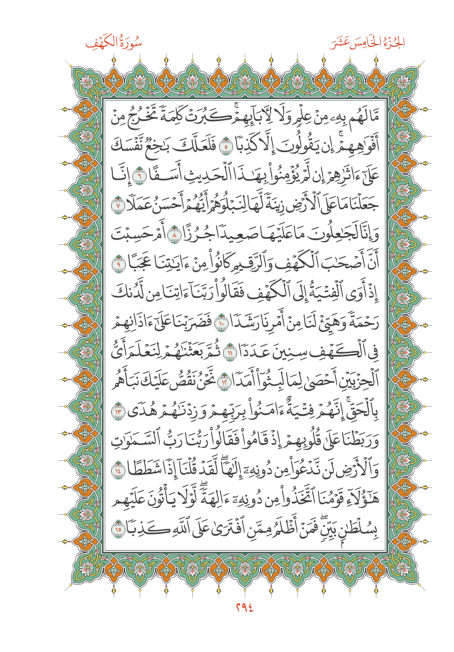 الجُزْءُ الخَامِسَ عَشَرَ
سُورَةُ الكَهْفِ
مَّا لَهُم بِهِۦ مِنْ عِلْمٍ وَلَا لِأٓبَآئِهِمْۚ كَبُرَتْ كَلِمَةً تَخْرُجُ مِنْ
أَفْوَٰهِهِمْۚ إِن يَقُولُونَ إِلَّا كَذِبًا ٥ فَلَعَلَّكَ بَٰخِعٌ نَّفْسَكَ
عَلَىٰٓ ءَاثَٰرِهِمْ إِن لَّمْ يُؤْمِنُوا۟ بِهَٰذَا ٱلْحَدِيثِ أَسَفًا ٦ إِنَّا
جَعَلْنَا مَا عَلَى ٱلْأَرْضِ زِينَةً لَّهَا لِنَبْلُوَهُمْ أَيُّهُمْ أَحْسَنُ عَمَلًا ٧
وَإِنَّا لَجَٰعِلُونَ مَا عَلَيْهَا صَعِيدًا جُرُزًا ٨ أَمْ حَسِبْتَ
أَنَّ أَصْحَٰبَ ٱلْكَهْفِ وَٱلرَّقِيمِ كَانُوا۟ مِنْ ءَايَٰتِنَا عَجَبًا ٩
إِذْ أَوَى ٱلْفِتْيَةُ إِلَى ٱلْكَهْفِ فَقَالُوا۟ رَبَّنَآ ءَاتِنَا مِن لَّدُنكَ
رَحْمَةً وَهَيِّئْ لَنَا مِنْ أَمْرِنَا رَشَدًا ١٠ فَضَرَبْنَا عَلَىٰٓ ءَاذَانِهِمْ
فِى ٱلْكَهْفِ سِنِينَ عَدَدًا ١١ ثُمَّ بَعَثْنَٰهُمْ لِنَعْلَمَ أَىُّ
ٱلْحِزْبَيْنِ أَحْصَىٰ لِمَا لَبِثُوٓا۟ أَمَدًا ١٢ نَّحْنُ نَقُصُّ عَلَيْكَ نَبَأَهُم
بِٱلْحَقِّۚ إِنَّهُمْ فِتْيَةٌ ءَامَنُوا۟ بِرَبِّهِمْ وَزِدْنَٰهُمْ هُدًى ١٣
وَرَبَطْنَا عَلَىٰ قُلُوبِهِمْ إِذْ قَامُوا۟ فَقَالُوا۟ رَبُّنَا رَبُّ ٱلسَّمَٰوَٰتِ
وَٱلْأَرْضِ لَن نَّدْعُوَا۟ مِن دُونِهِۦٓ إِلَٰهًاۖ لَّقَدْ قُلْنَآ إِذًا شَطَطًا ١٤
هَٰٓؤُلَآءِ قَوْمُنَا ٱتَّخَذُوا۟ مِن دُونِهِۦٓ ءَالِهَةًۖ لَّوْلَا يَأْتُونَ عَلَيْهِم
بِسُلْطَٰنٍۭ بَيِّنٍۖ فَمَنْ أَظْلَمُ مِمَّنِ ٱفْتَرَىٰ عَلَى ٱللَّهِ كَذِبًا ١٥
٢٩٤